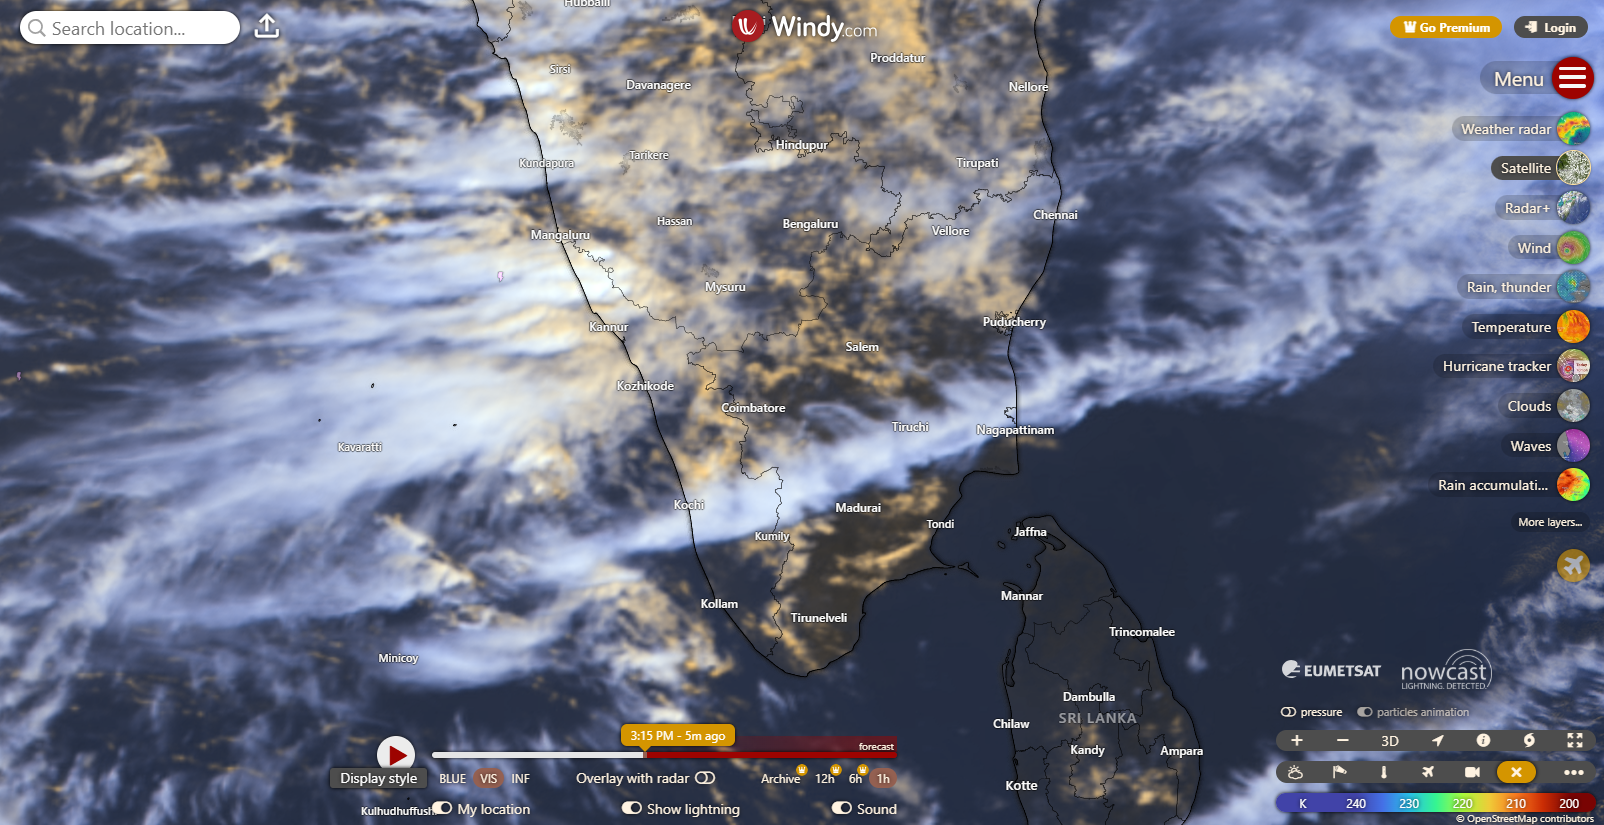 Hubballi
Search location...
Windy.com
Go Premium
Login
Proddatur
Sirsi
Davanagere
Nellore
Menu
Weather radar
Hindupur
Kundapura
Tarikere
Tirupati
Satellite
Radar+
Hassan
Bengaluru
Chennai
Mangaluru
Vellore
Wind
Mysuru
Rain, thunder
Kannur
Puducherry
Temperature
Salem
Hurricane tracker
Kozhikode
Coimbatore
Clouds
Tiruchi
Nagapattinam
Kavaratti
Waves
Rain accumulati...
Kochi
Madurai
Tondi
More layers...
Kumily
Jaffna
Mannar
Kollam
Tirunelveli
Trincomalee
Minicoy
EUMETSAT
nowcast
LIGHTNING. DETECTED.
Dambulla
pressure
particles animation
SRI LANKA
Chilaw
3:15 PM - 5m ago
forecast
Kandy
Ampara
3D
Display style
BLUE
VIS
INF
Overlay with radar
Archive
12h
6h
1h
Kotte
Kulhudhuffush
My location
Show lightning
Sound
K 240 230 220 210 200
© OpenStreetMap contributors